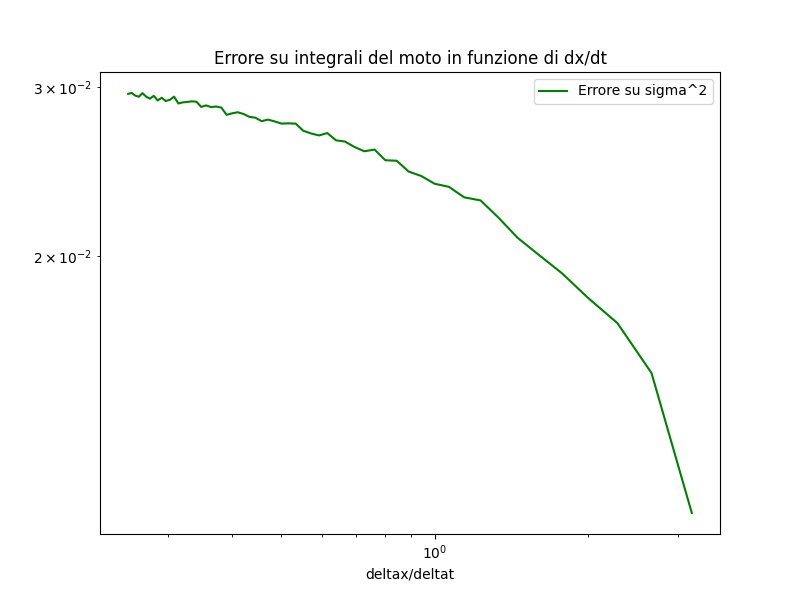 Errore su integrali del moto in funzione di dx/dt
Errore su sigma^2
3 × 10⁻²
2 × 10⁻²
10⁰
deltax/deltat